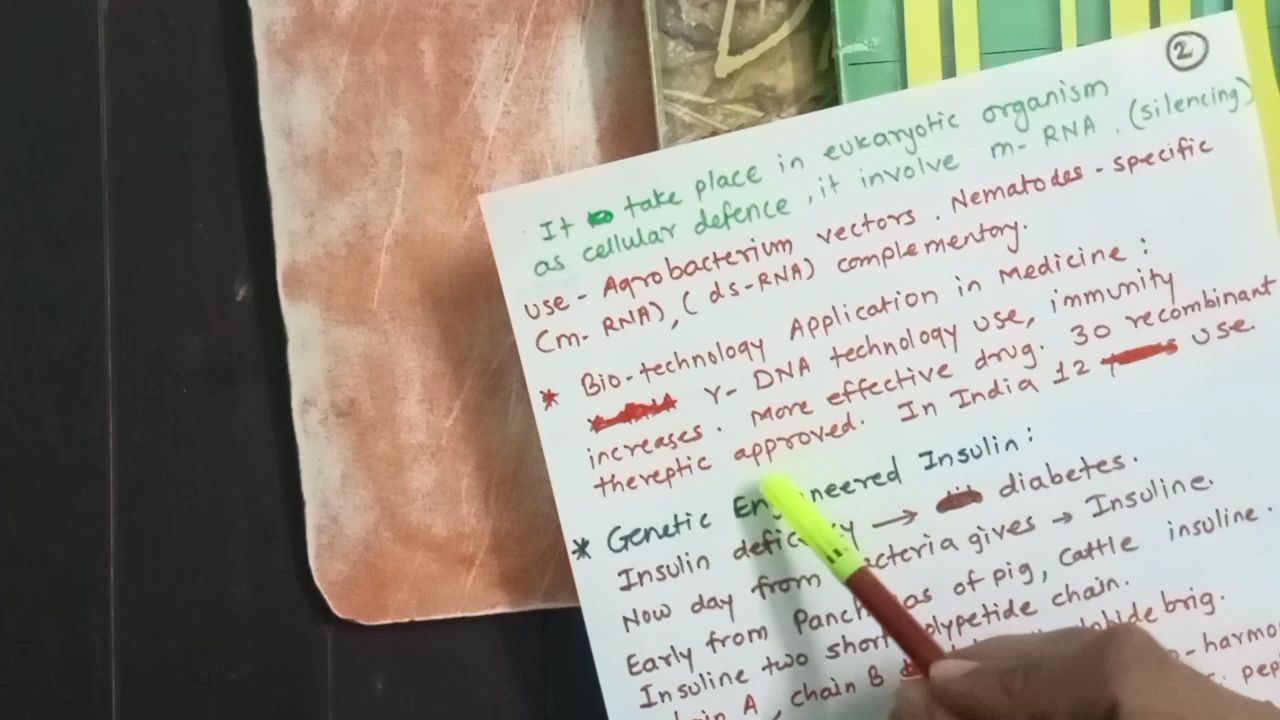 2
It take place in eukaryotic organism
as cellular defence, it involve m-RNA. (silencing)
use - Agrobacterium vectors. Nematodes - specific
(m-RNA), (ds-RNA) complementory.
* Bio-technology Application in Medicine:
r-DNA technology use, immunity
increases. More effective drug. 30 recombinant
thereptic approved. In India 12 use.
* Genetic Engineered Insulin:
Insulin → diabetes.
Now day from bacteria gives → Insuline.
Early from of pig, cattle insuline.
Insuline two short polypetide chain.
A, chain B brig.